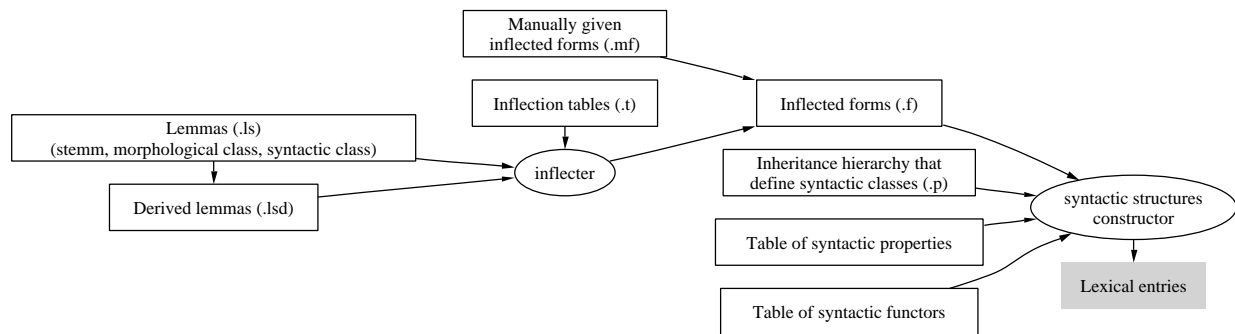 Manually given
inflected forms (.mf)
Inflection tables (.t)
Inflected forms (.f)
Lemmas (.ls)
(stemm, morphological class, syntactic class)
inflecter
Inheritance hierarchy that
define syntactic classes (.p)
Derived lemmas (.lsd)
syntactic structures
constructor
Table of syntactic properties
Lexical entries
Table of syntactic functors